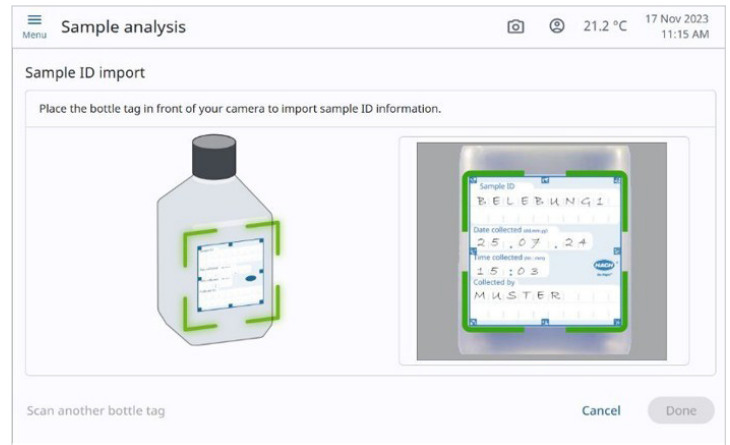 Menu
Sample analysis
21.2 °C
17 Nov 2023
11:15 AM
Sample ID import
Place the bottle tag in front of your camera to import sample ID information.
Sample ID
BELEBUNG1
Date collected
25.07.24
Time collected
15:03
HACH
Collected by
MUSTER
Scan another bottle tag
Cancel
Done